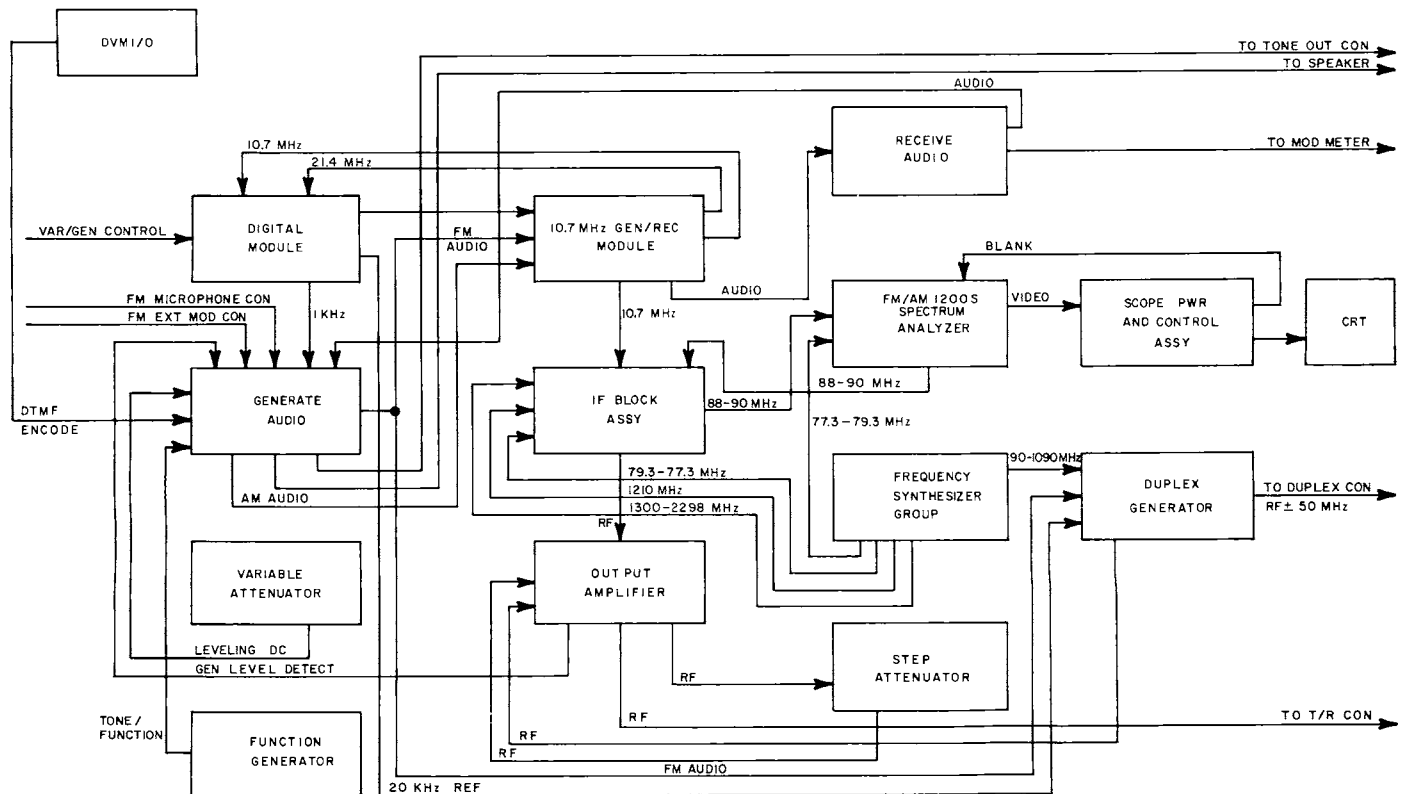 DVM I/O
TO TONE OUT CON
TO SPEAKER
AUDIO
10.7 MHz
21.4 MHz
RECEIVE
AUDIO
TO MOD METER
DIGITAL
MODULE
VAR/GEN CONTROL
FM
AUDIO
10.7 MHz GEN/REC
MODULE
BLANK
AUDIO
FM MICROPHONE CON
FM EXT MOD CON
1 KHz
10.7 MHz
FM/AM 1200S
SPECTRUM
ANALYZER
VIDEO
SCOPE PWR
AND CONTROL
ASSY
CRT
88-90 MHz
DTMF
ENCODE
GENERATE
AUDIO
IF BLOCK
ASSY
88-90 MHz
77.3-79.3 MHz
AM AUDIO
79.3-77.3 MHz
1210 MHz
1300-2298 MHz
FREQUENCY
SYNTHESIZER
GROUP
90-1090MHz
DUPLEX
GENERATOR
TO DUPLEX CON
RF± 50 MHz
RF
VARIABLE
ATTENUATOR
OUTPUT
AMPLIFIER
LEVELING DC
GEN LEVEL DETECT
RF
STEP
ATTENUATOR
TONE/
FUNCTION
FUNCTION
GENERATOR
RF
TO T/R CON
RF
RF
FM AUDIO
20 KHz REF